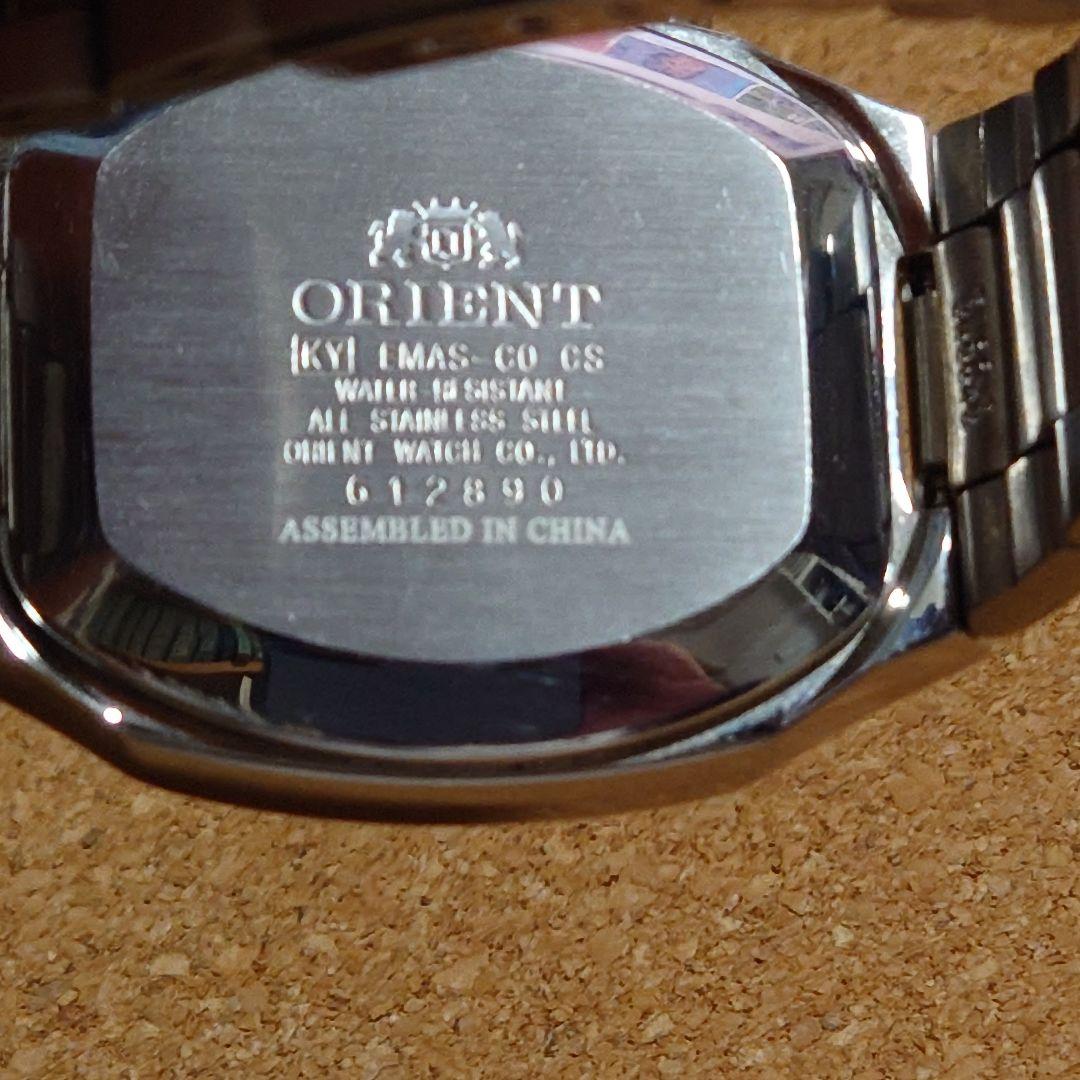 ORIENT
[KY] EMAS-C0 CS
WATER RESISTANT
ALL STAINLESS STEEL
ORIENT WATCH CO., LTD.
612890
ASSEMBLED IN CHINA